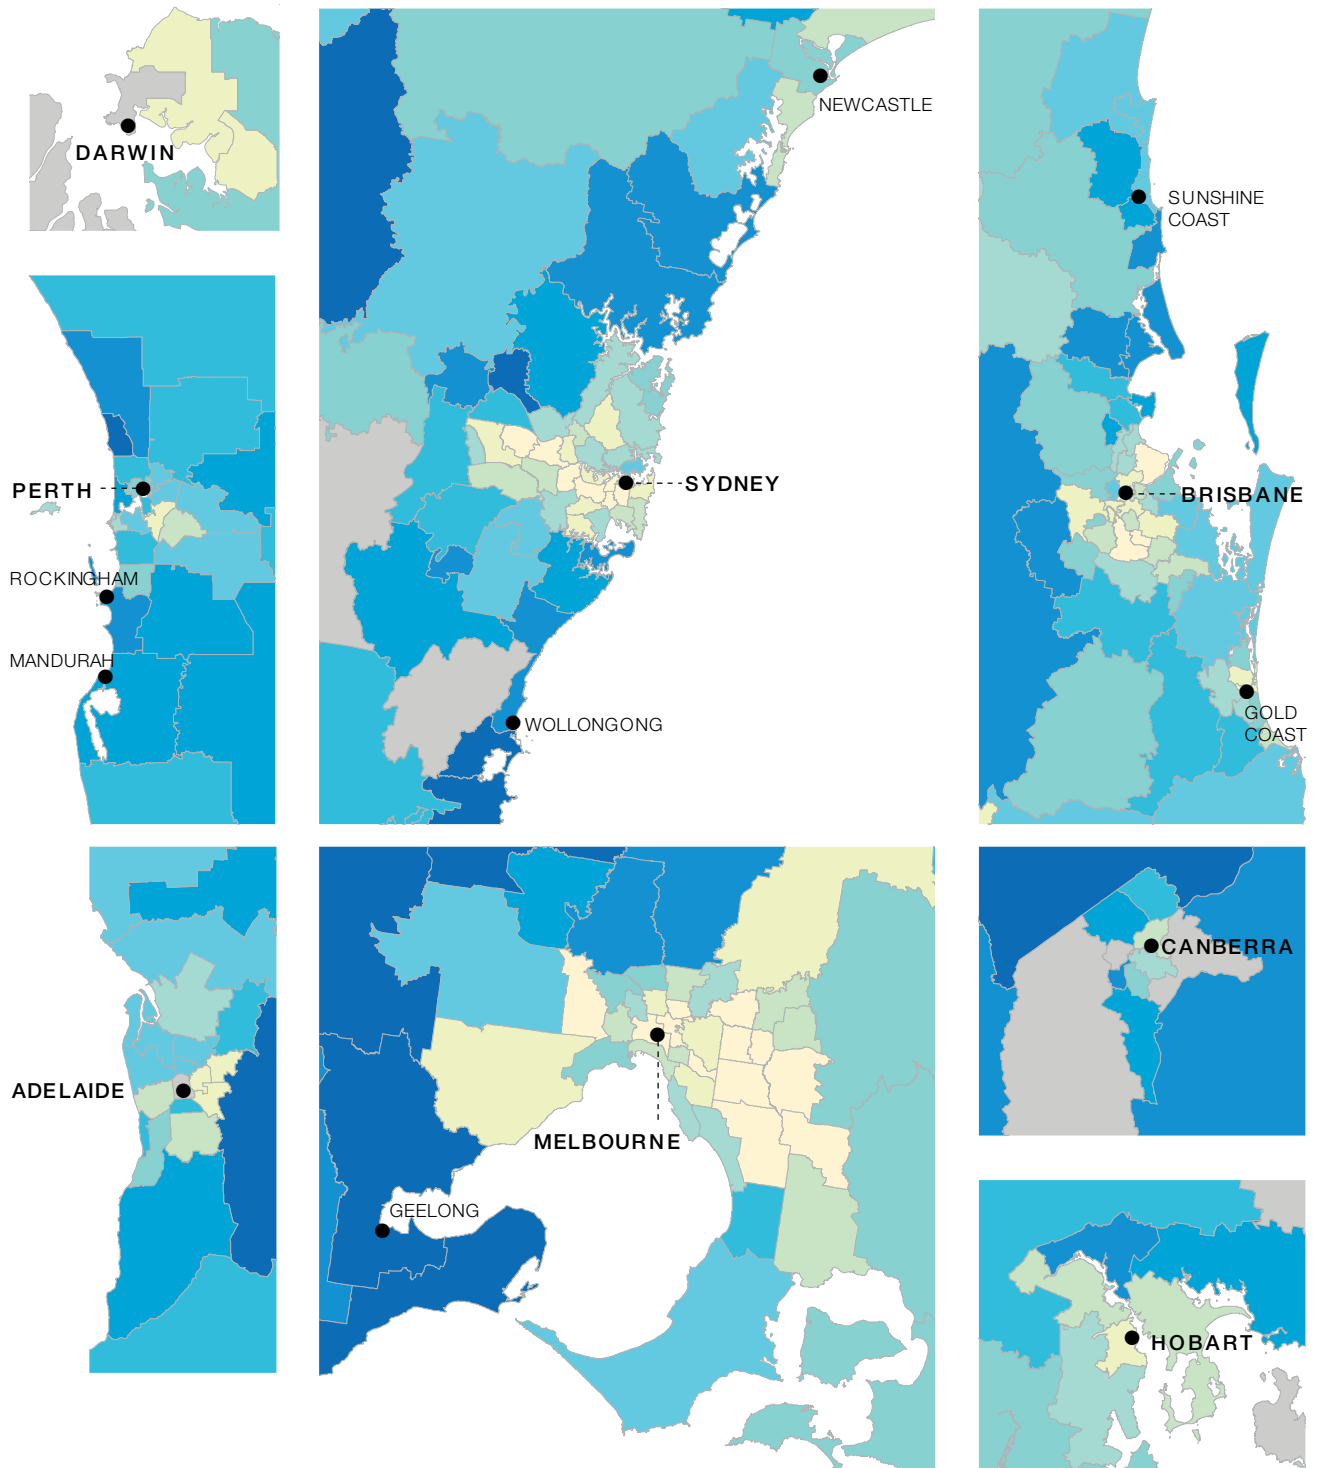 DARWIN
NEWCASTLE
SUNSHINE
COAST
PERTH
SYDNEY
BRISBANE
ROCKINGHAM
MANDURAH
WOLLONGONG
GOLD
COAST
ADELAIDE
MELBOURNE
GEELONG
CANBERRA
HOBART